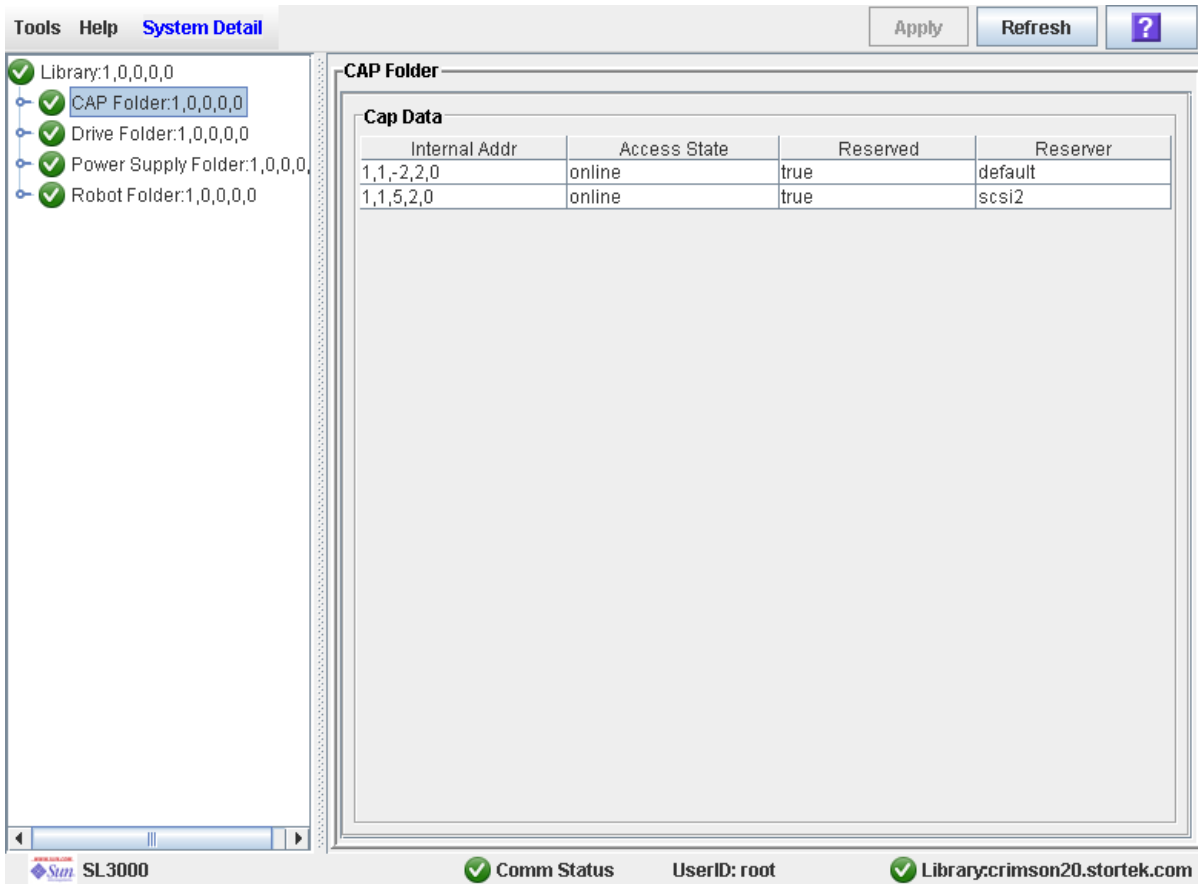 Tools Help System Detail Apply Refresh ?
Library:1,0,0,0,0
CAP Folder:1,0,0,0,0
Drive Folder:1,0,0,0,0
Power Supply Folder:1,0,0,0,
Robot Folder:1,0,0,0,0
CAP Folder
Cap Data
Internal Addr Access State Reserved Reserver
1,1,-2,2,0 online true default
1,1,5,2,0 online true scsi2
Sun SL3000 Comm Status UserID: root Library:crimson20.stortek.com